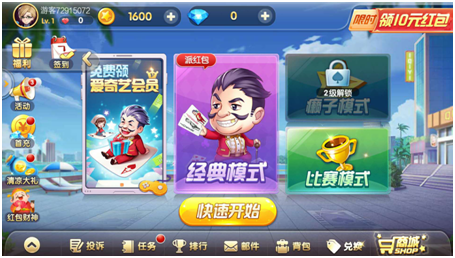 游客72915072
Lv.1
0
1600
0
限时
领10元红包
福利
签到
活动
首充
清凉大礼
红包财神
免费领
爱奇艺会员
派红包
经典模式
2级解锁
癞子模式
比赛模式
快速开始
投诉
任务
排行
邮件
背包
兑换
商城
SHOP